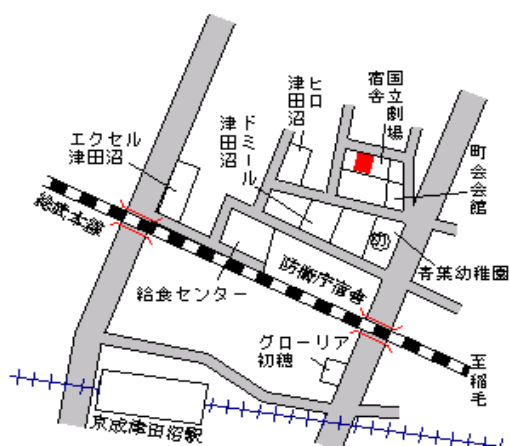 国立劇場
宿舎
ヒロ
津田沼
ドミール
津田沼
エクセル
津田沼
町会会館
総武本線
幼
防衛庁宿舎
青葉幼稚園
給食センター
グローリア
初穂
至稲毛
京成津田沼駅